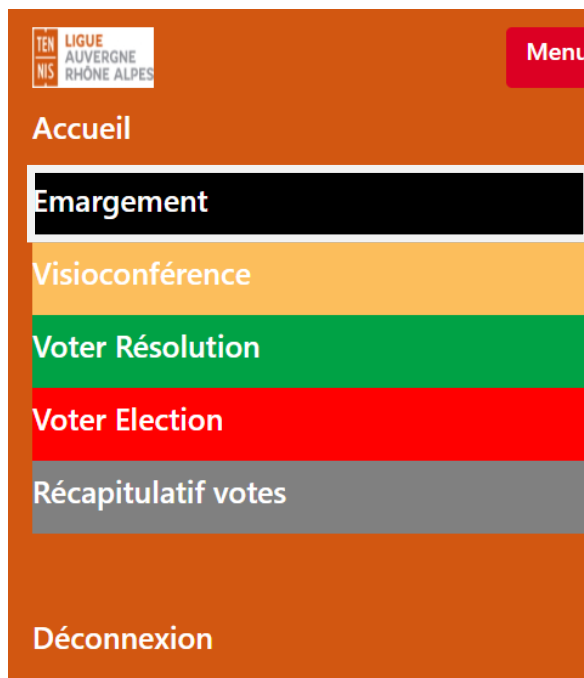 TEN
NIS
LIGUE
AUVERGNE
RHÔNE ALPES
Menu
Accueil
Emargement
Visioconférence
Voter Résolution
Voter Election
Récapitulatif votes
Déconnexion